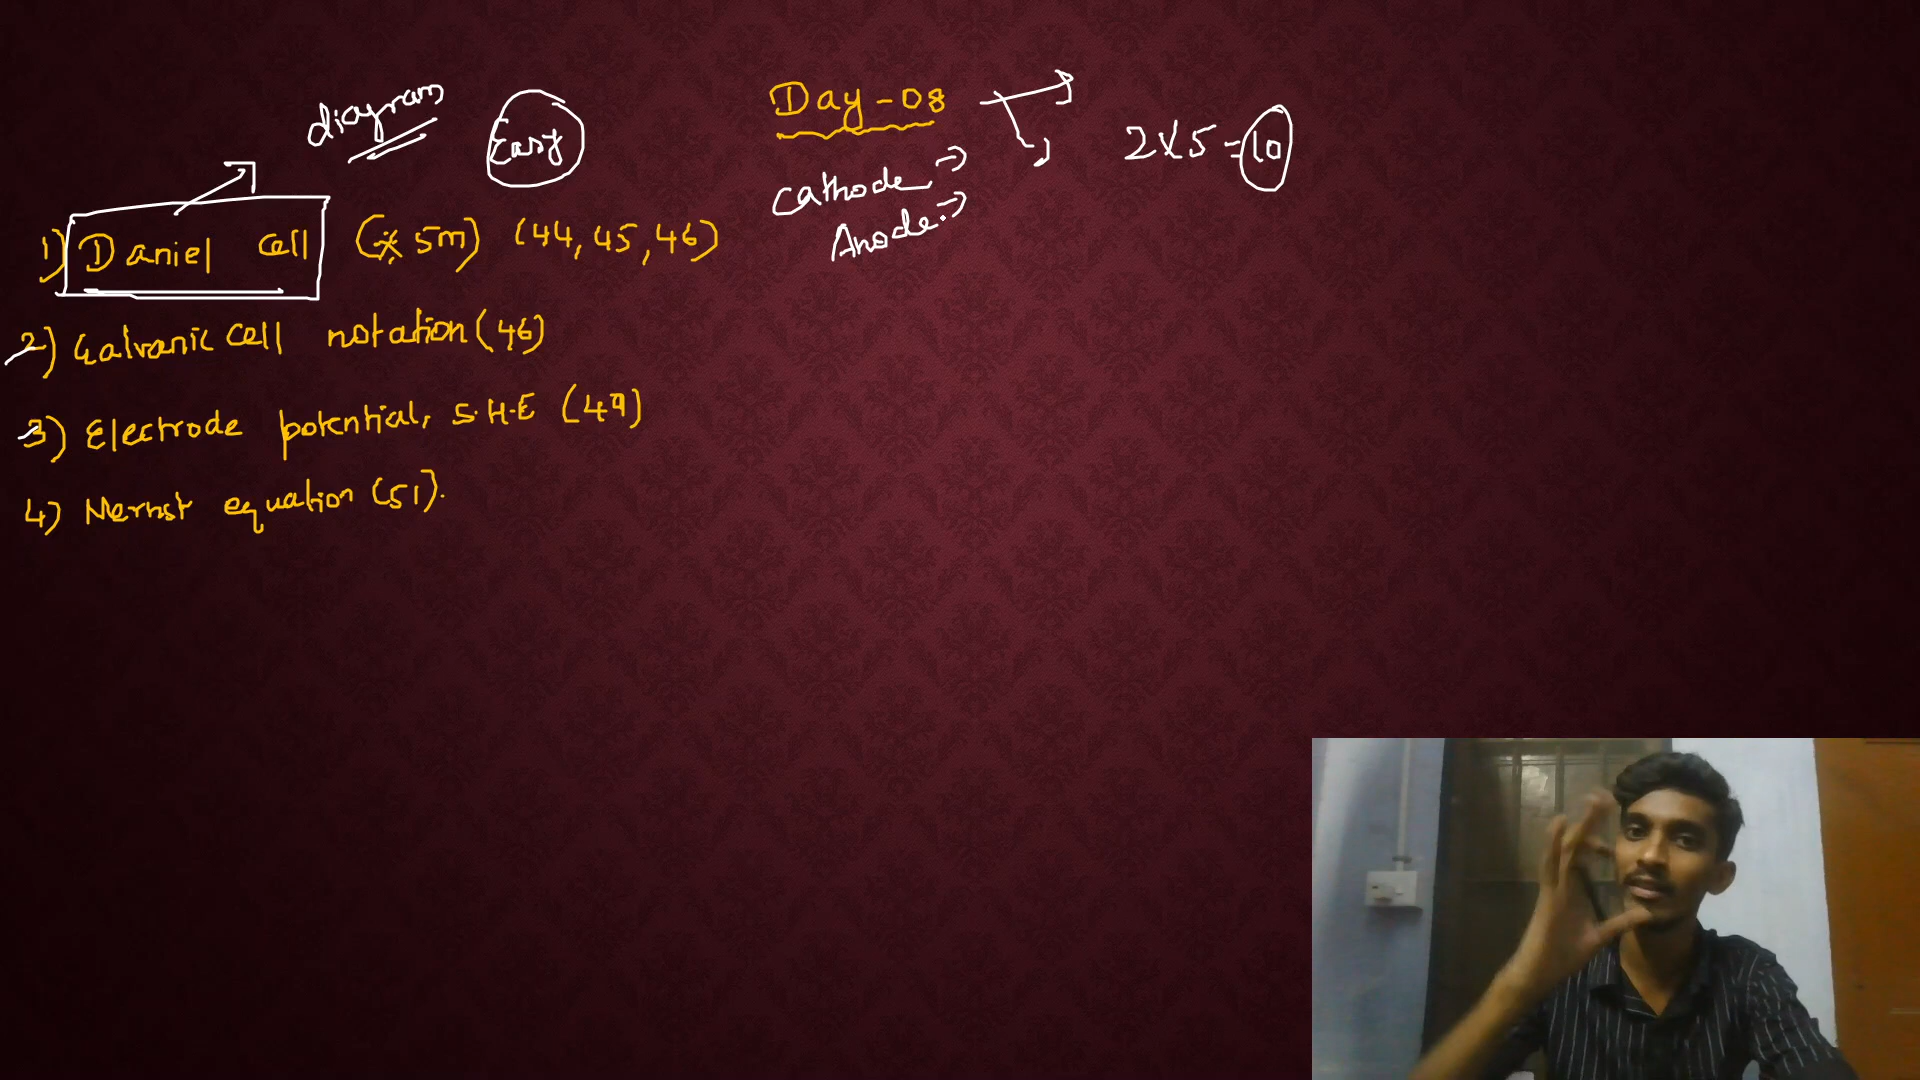 diagram
Easy
Day-08
2x5=10
Cathode:→
Anode:→
1) Daniel cell (* 5m) (44,45,46)
2) Galvanic cell notation (46)
3) Electrode potential, S.H.E (49)
4) Nernst equation (51).